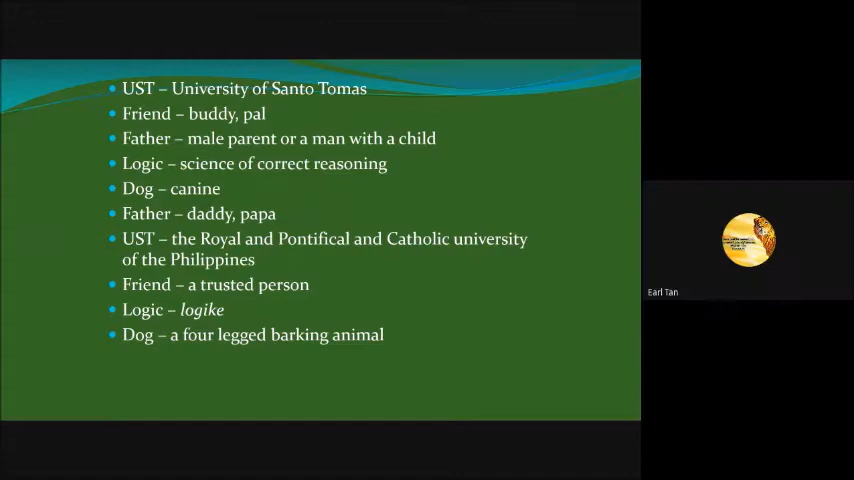 UST – University of Santo Tomas
Friend – buddy, pal
Father – male parent or a man with a child
Logic – science of correct reasoning
Dog – canine
Father – daddy, papa
UST – the Royal and Pontifical and Catholic university
of the Philippines
Friend – a trusted person
Logic – logike
Dog – a four legged barking animal
Earl Tan